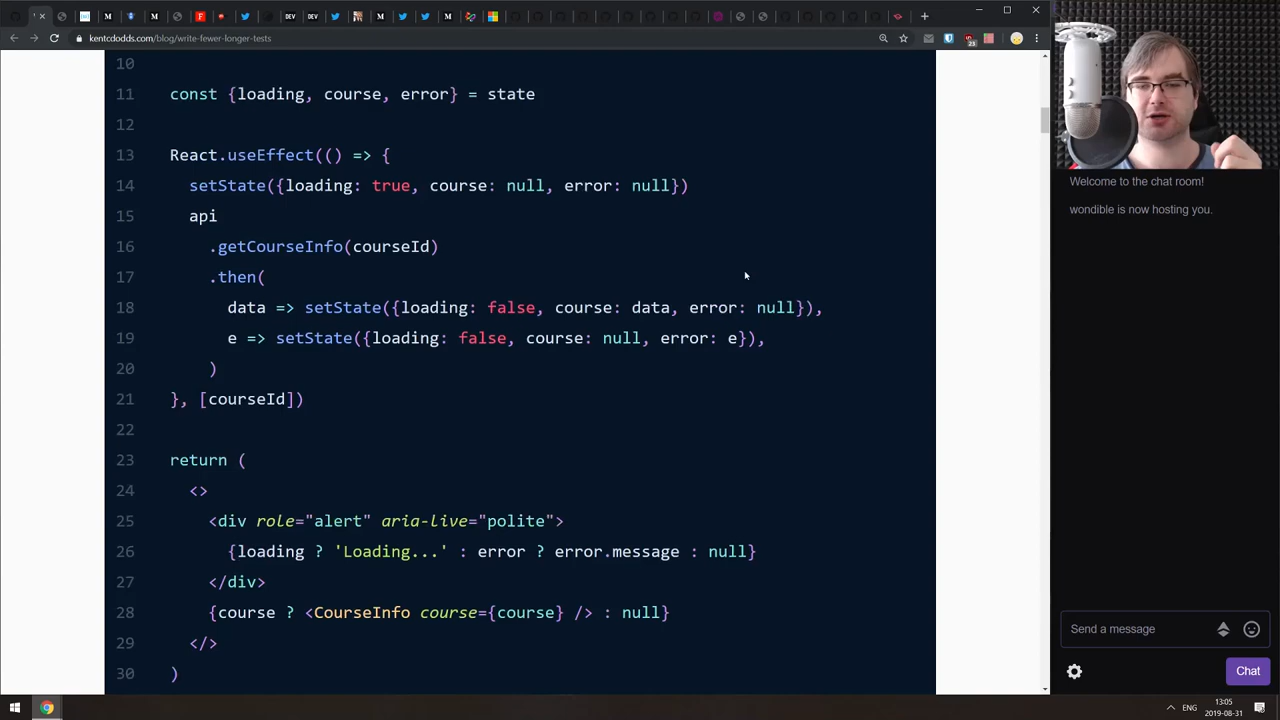 DEV
DEV
kentcdodds.com/blog/write-fewer-longer-tests
23
10
11 const {loading, course, error} = state
12
13 React.useEffect(() => {
14 setState({loading: true, course: null, error: null})
15 api
16 .getCourseInfo(courseId)
17 .then(
18 data => setState({loading: false, course: data, error: null}),
19 e => setState({loading: false, course: null, error: e}),
20 )
21 }, [courseId])
22
23 return (
24 <>
25 <div role="alert" aria-live="polite">
26 {loading ? 'Loading...' : error ? error.message : null}
27 </div>
28 {course ? <CourseInfo course={course} /> : null}
29 </>
30 )
Welcome to the chat room!
wondible is now hosting you.
Send a message
Chat
ENG
13:05
2019-08-31